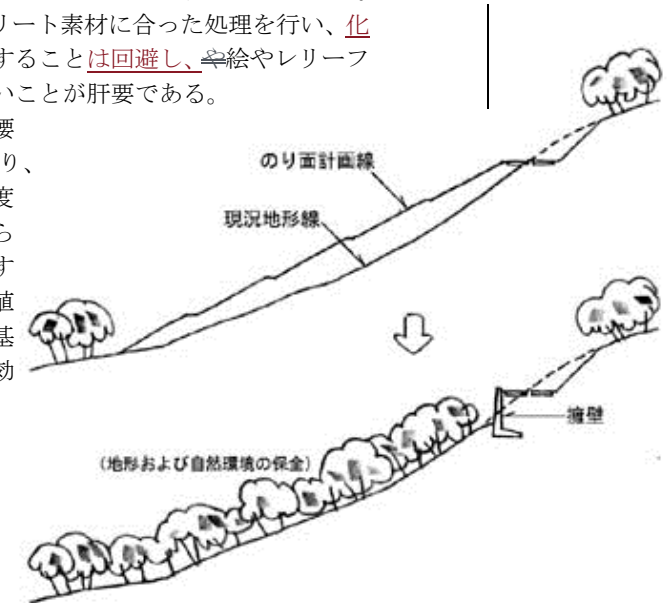 リート素材に合った処理を行い、化
することは回避し、や絵やレリーフ
いことが肝要である。
要
り、
度
ら
す
植
基
効
のり面計画線
現況地形線
擁壁
(地形および自然環境の保全)